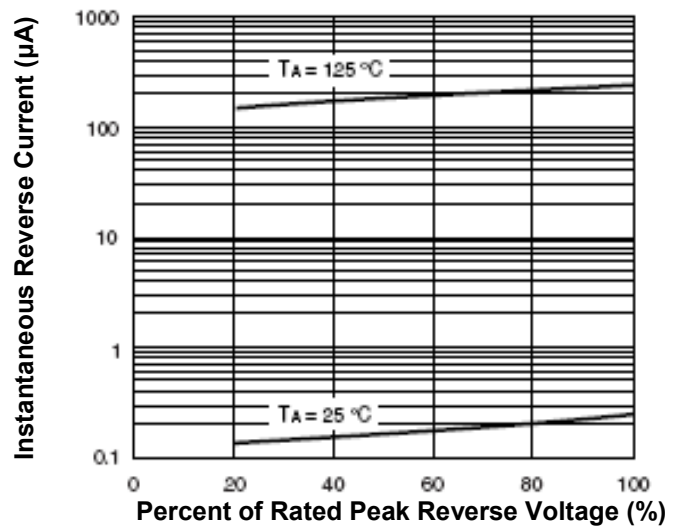 Instantaneous Reverse Current (µA)
1000
100
10
1
0.1
TA = 125 °C
TA = 25 °C
0
20
40
60
80
100
Percent of Rated Peak Reverse Voltage (%)